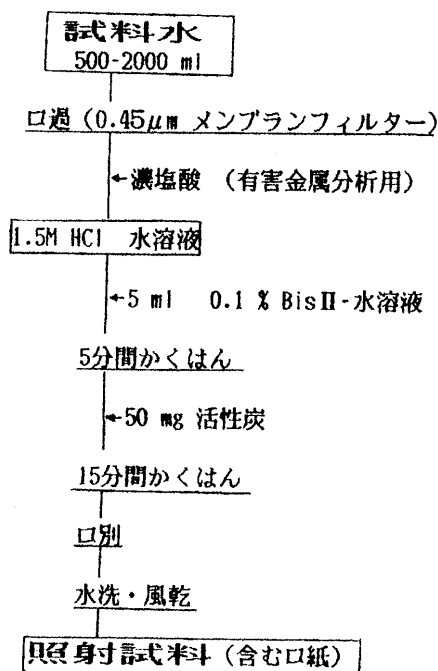 試料水
500-2000 ml
口過 (0.45μm メンブランフィルター)
←濃塩酸 (有害金属分析用)
1.5M HCl 水溶液
←5 ml 0.1 % BisⅡ-水溶液
5分間かくはん
←50 mg 活性炭
15分間かくはん
口別
水洗・風乾
照射試料(含む口紙)